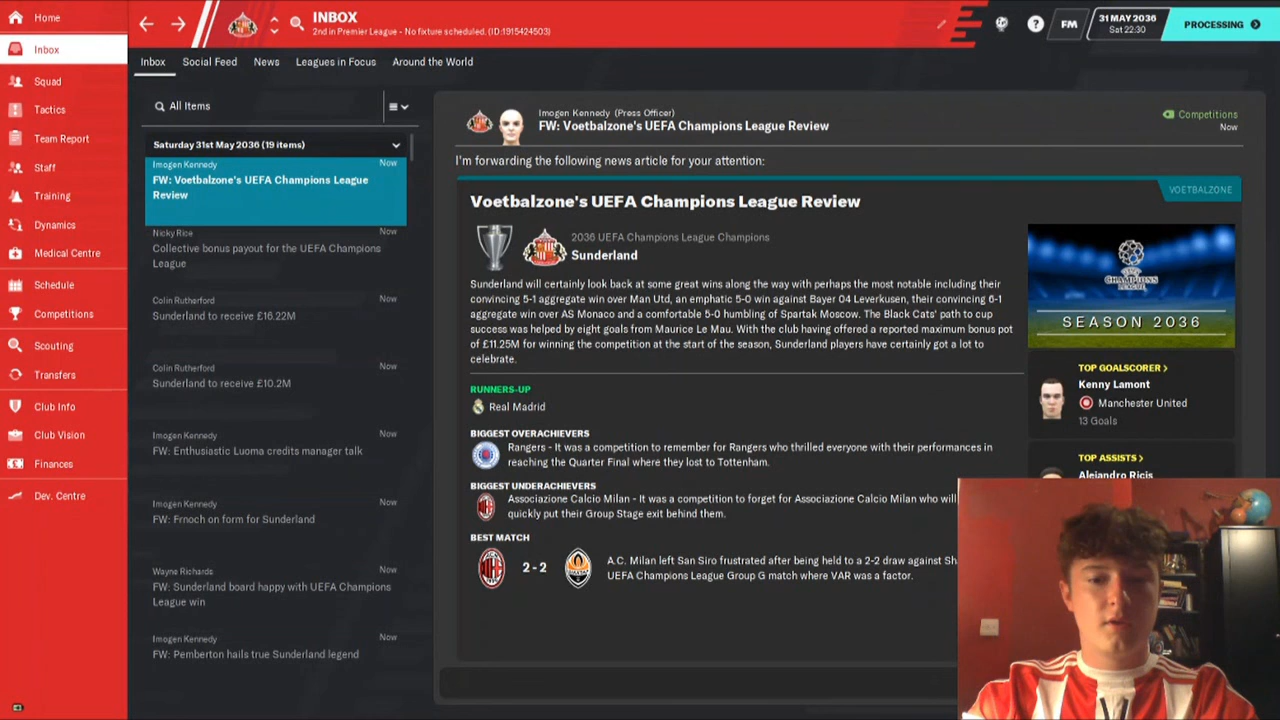 Home
Inbox
Squad
Tactics
Team Report
Staff
Training
Dynamics
Medical Centre
Schedule
Competitions
Scouting
Transfers
Club Info
Club Vision
Finances
Dev. Centre
INBOX
2nd in Premier League - No fixture scheduled. (ID:1915424503)
?
FM
31 MAY 2036
Sat 22:30
PROCESSING
Inbox Social Feed News Leagues in Focus Around the World
All Items
Saturday 31st May 2036 (19 items)
Imogen Kennedy Now
FW: Voetbalzone's UEFA Champions League
Review
Nicky Rice Now
Collective bonus payout for the UEFA Champions
League
Colin Rutherford Now
Sunderland to receive £16.22M
Colin Rutherford Now
Sunderland to receive £10.2M
Imogen Kennedy Now
FW: Enthusiastic Luoma credits manager talk
Imogen Kennedy Now
FW: Frnoch on form for Sunderland
Wayne Richards Now
FW: Sunderland board happy with UEFA Champions
League win
Imogen Kennedy Now
FW: Pemberton hails true Sunderland legend
Imogen Kennedy (Press Officer)
FW: Voetbalzone's UEFA Champions League Review
Competitions
Now
I'm forwarding the following news article for your attention:
VOETBALZONE
Voetbalzone's UEFA Champions League Review
2036 UEFA Champions League Champions
Sunderland
Sunderland will certainly look back at some great wins along the way with perhaps the most notable including their
convincing 5-1 aggregate win over Man Utd, an emphatic 5-0 win against Bayer 04 Leverkusen, their convincing 6-1
aggregate win over AS Monaco and a comfortable 5-0 humbling of Spartak Moscow. The Black Cats' path to cup
success was helped by eight goals from Maurice Le Mau. With the club having offered a reported maximum bonus pot
of £11.25M for winning the competition at the start of the season, Sunderland players have certainly got a lot to
celebrate.
RUNNERS-UP
Real Madrid
BIGGEST OVERACHIEVERS
Rangers - It was a competition to remember for Rangers who thrilled everyone with their performances in
reaching the Quarter Final where they lost to Tottenham.
BIGGEST UNDERACHIEVERS
Associazione Calcio Milan - It was a competition to forget for Associazione Calcio Milan who will
quickly put their Group Stage exit behind them.
BEST MATCH
2 - 2
A.C. Milan left San Siro frustrated after being held to a 2-2 draw against Sh
UEFA Champions League Group G match where VAR was a factor.
CHAMPIONS
LEAGUE
SEASON 2036
TOP GOALSCORER >
Kenny Lamont
Manchester United
13 Goals
TOP ASSISTS >
Alejandro Ricis